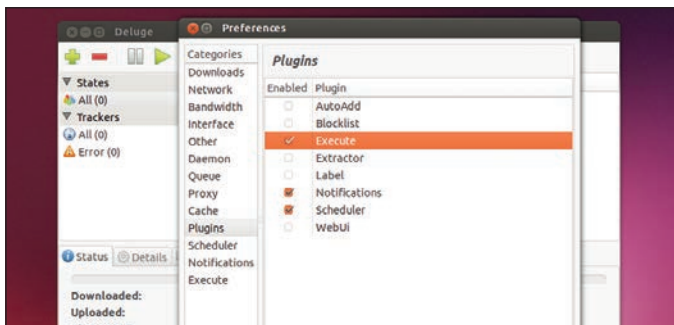 Deluge
Preferences
States
All (0)
Trackers
All (0)
Error (0)
Status
Details
Downloaded:
Uploaded:
Categories
Downloads
Network
Bandwidth
Interface
Other
Daemon
Queue
Proxy
Cache
Plugins
Scheduler
Notifications
Execute
Plugins
Enabled Plugin
AutoAdd
Blocklist
Execute
Extractor
Label
Notifications
Scheduler
WebUi